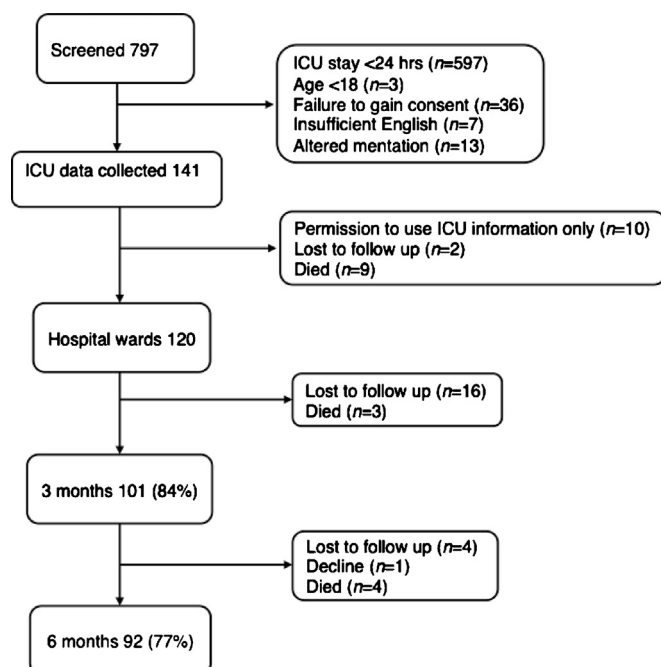 Screened 797
ICU stay <24 hrs (n=597)
Age <18 (n=3)
Failure to gain consent (n=36)
Insufficient English (n=7)
Altered mentation (n=13)
ICU data collected 141
Permission to use ICU information only (n=10)
Lost to follow up (n=2)
Died (n=9)
Hospital wards 120
Lost to follow up (n=16)
Died (n=3)
3 months 101 (84%)
Lost to follow up (n=4)
Decline (n=1)
Died (n=4)
6 months 92 (77%)